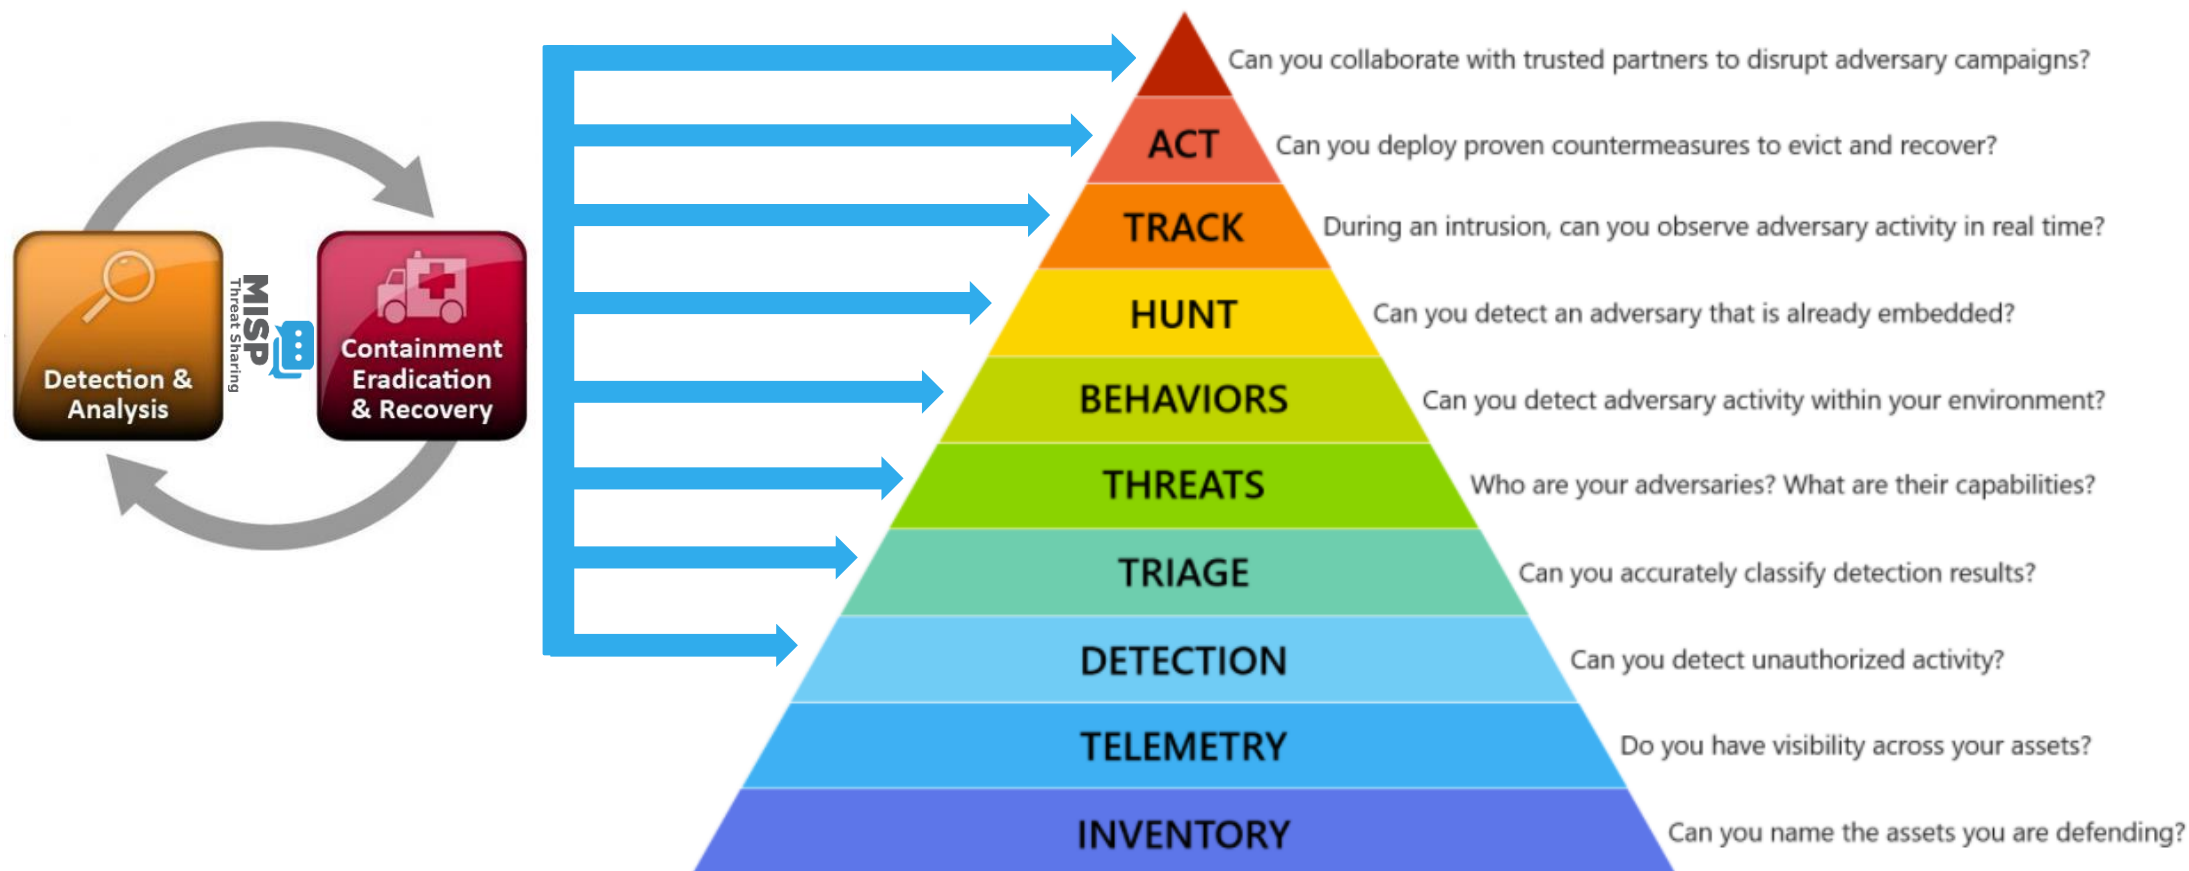 Detection &
Analysis
MISP
Threat Sharing
Containment
Eradication
& Recovery
Can you collaborate with trusted partners to disrupt adversary campaigns?
ACT
Can you deploy proven countermeasures to evict and recover?
TRACK
During an intrusion, can you observe adversary activity in real time?
HUNT
Can you detect an adversary that is already embedded?
BEHAVIORS
Can you detect adversary activity within your environment?
THREATS
Who are your adversaries? What are their capabilities?
TRIAGE
Can you accurately classify detection results?
DETECTION
Can you detect unauthorized activity?
TELEMETRY
Do you have visibility across your assets?
INVENTORY
Can you name the assets you are defending?